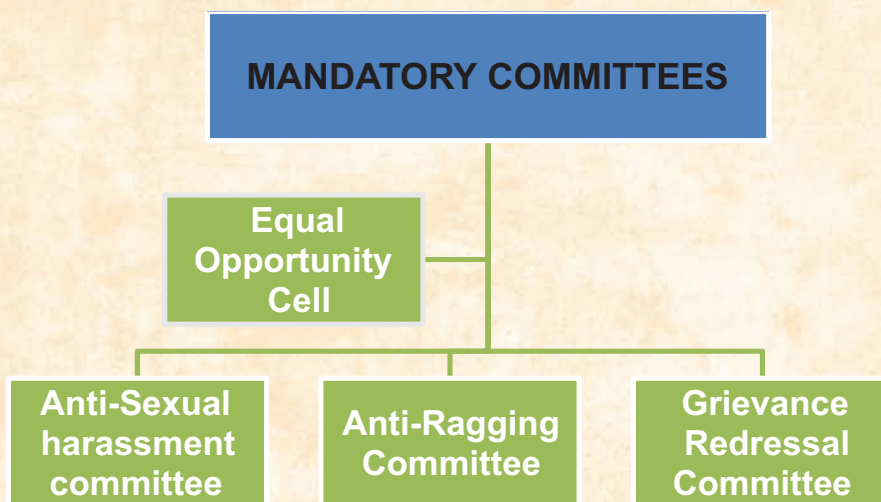 MANDATORY COMMITTEES
Equal
Opportunity
Cell
Anti-Sexual
harassment
committee
Anti-Ragging
Committee
Grievance
Redressal
Committee